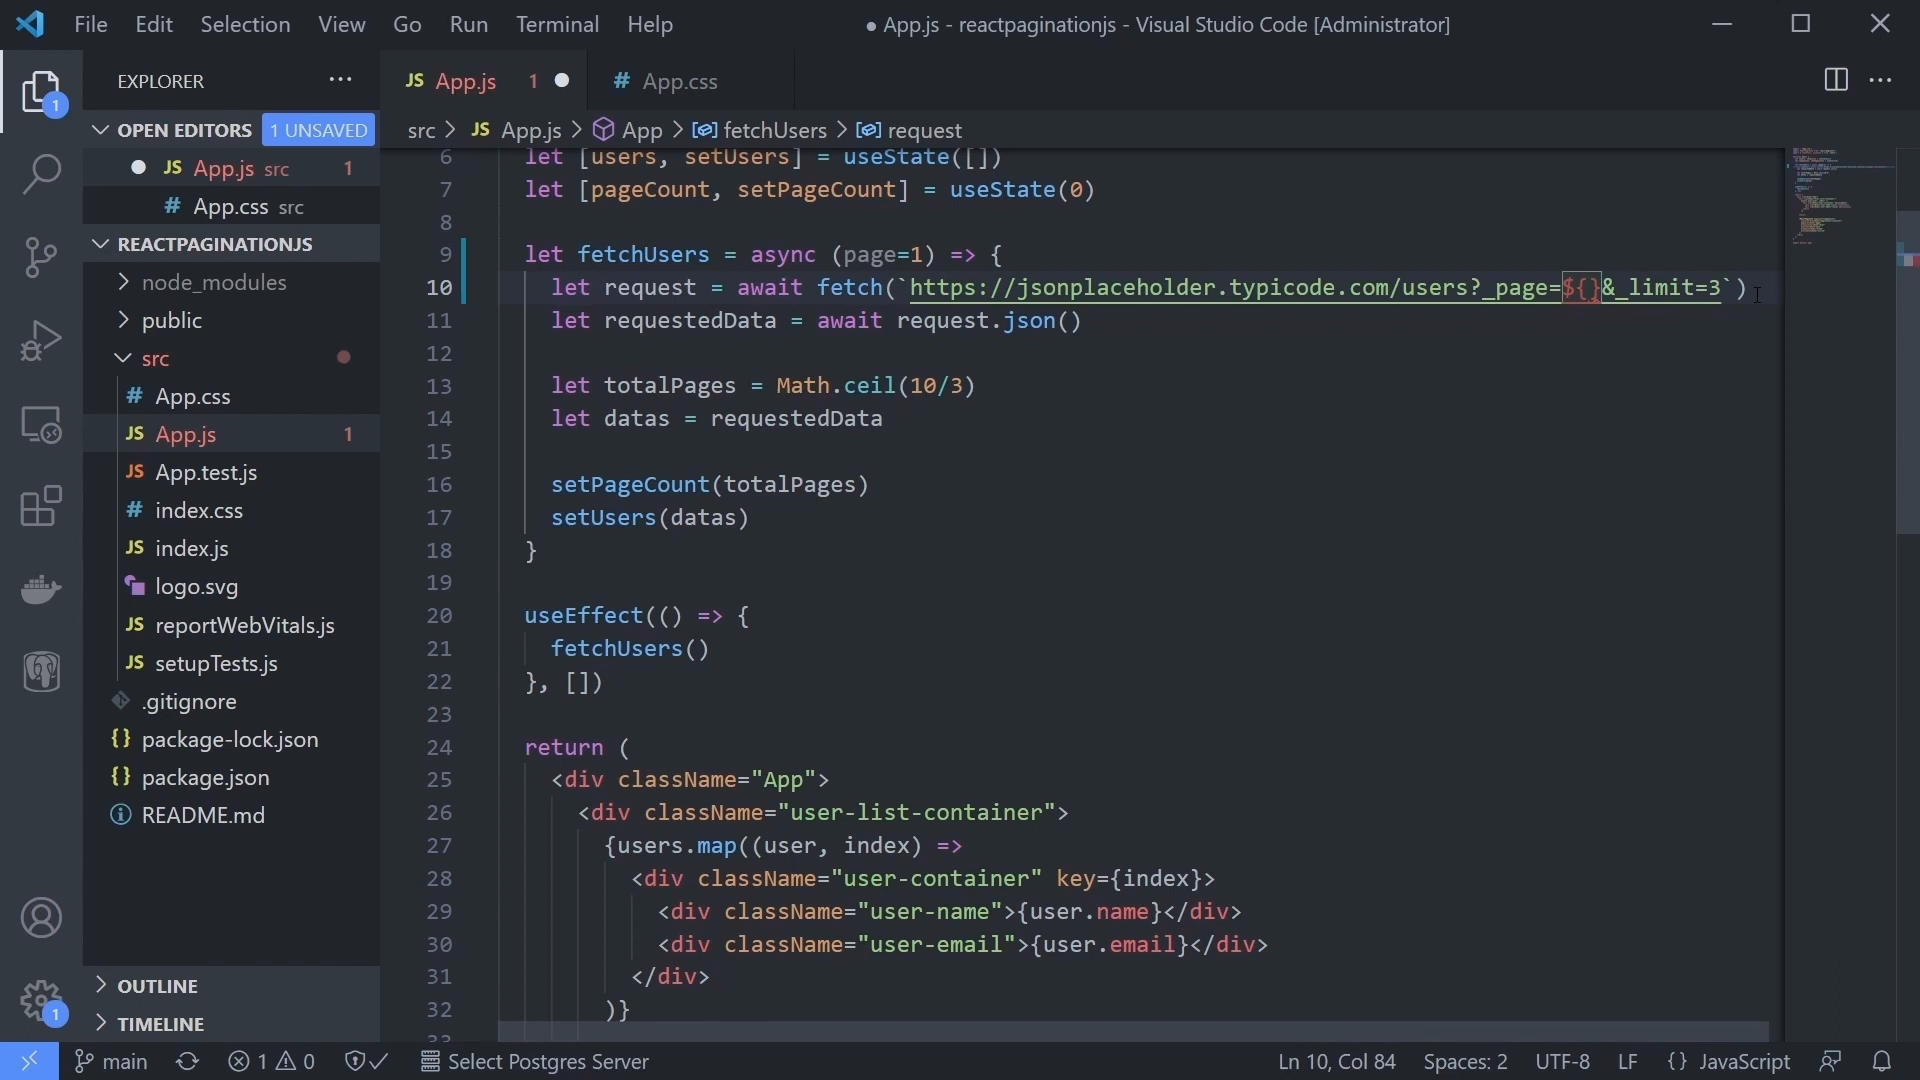 File Edit Selection View Go Run Terminal Help
● App.js - reactpaginationjs - Visual Studio Code [Administrator]
EXPLORER
JS App.js 1
# App.css
OPEN EDITORS 1 UNSAVED
JS App.js src 1
# App.css src
REACTPAGINATIONJS
node_modules
public
src
# App.css
JS App.js 1
JS App.test.js
# index.css
JS index.js
logo.svg
JS reportWebVitals.js
JS setupTests.js
.gitignore
{} package-lock.json
{} package.json
README.md
OUTLINE
TIMELINE
1
1
src > JS App.js > App > fetchUsers > request
6 let [users, setUsers] = useState([])
7 let [pageCount, setPageCount] = useState(0)
8
9 let fetchUsers = async (page=1) => {
10 let request = await fetch(`https://jsonplaceholder.typicode.com/users?_page=${}&_limit=3`)
11 let requestedData = await request.json()
12
13 let totalPages = Math.ceil(10/3)
14 let datas = requestedData
15
16 setPageCount(totalPages)
17 setUsers(datas)
18 }
19
20 useEffect(() => {
21 fetchUsers()
22 }, [])
23
24 return (
25 <div className="App">
26 <div className="user-list-container">
27 {users.map((user, index) =>
28 <div className="user-container" key={index}>
29 <div className="user-name">{user.name}</div>
30 <div className="user-email">{user.email}</div>
31 </div>
32 )}
main
1 0
Select Postgres Server
Ln 10, Col 84 Spaces: 2 UTF-8 LF {} JavaScript